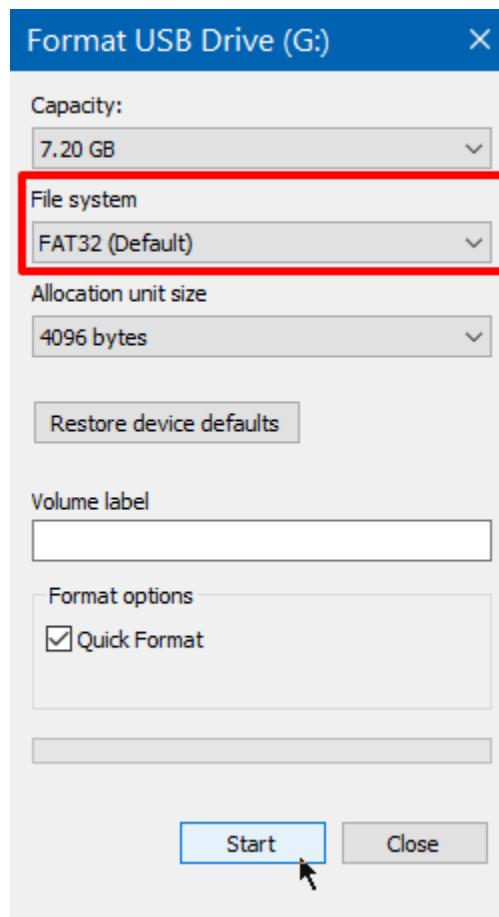 Format USB Drive (G:)
Capacity:
7.20 GB
File system
FAT32 (Default)
Allocation unit size
4096 bytes
Restore device defaults
Volume label
Format options
Quick Format
Start
Close